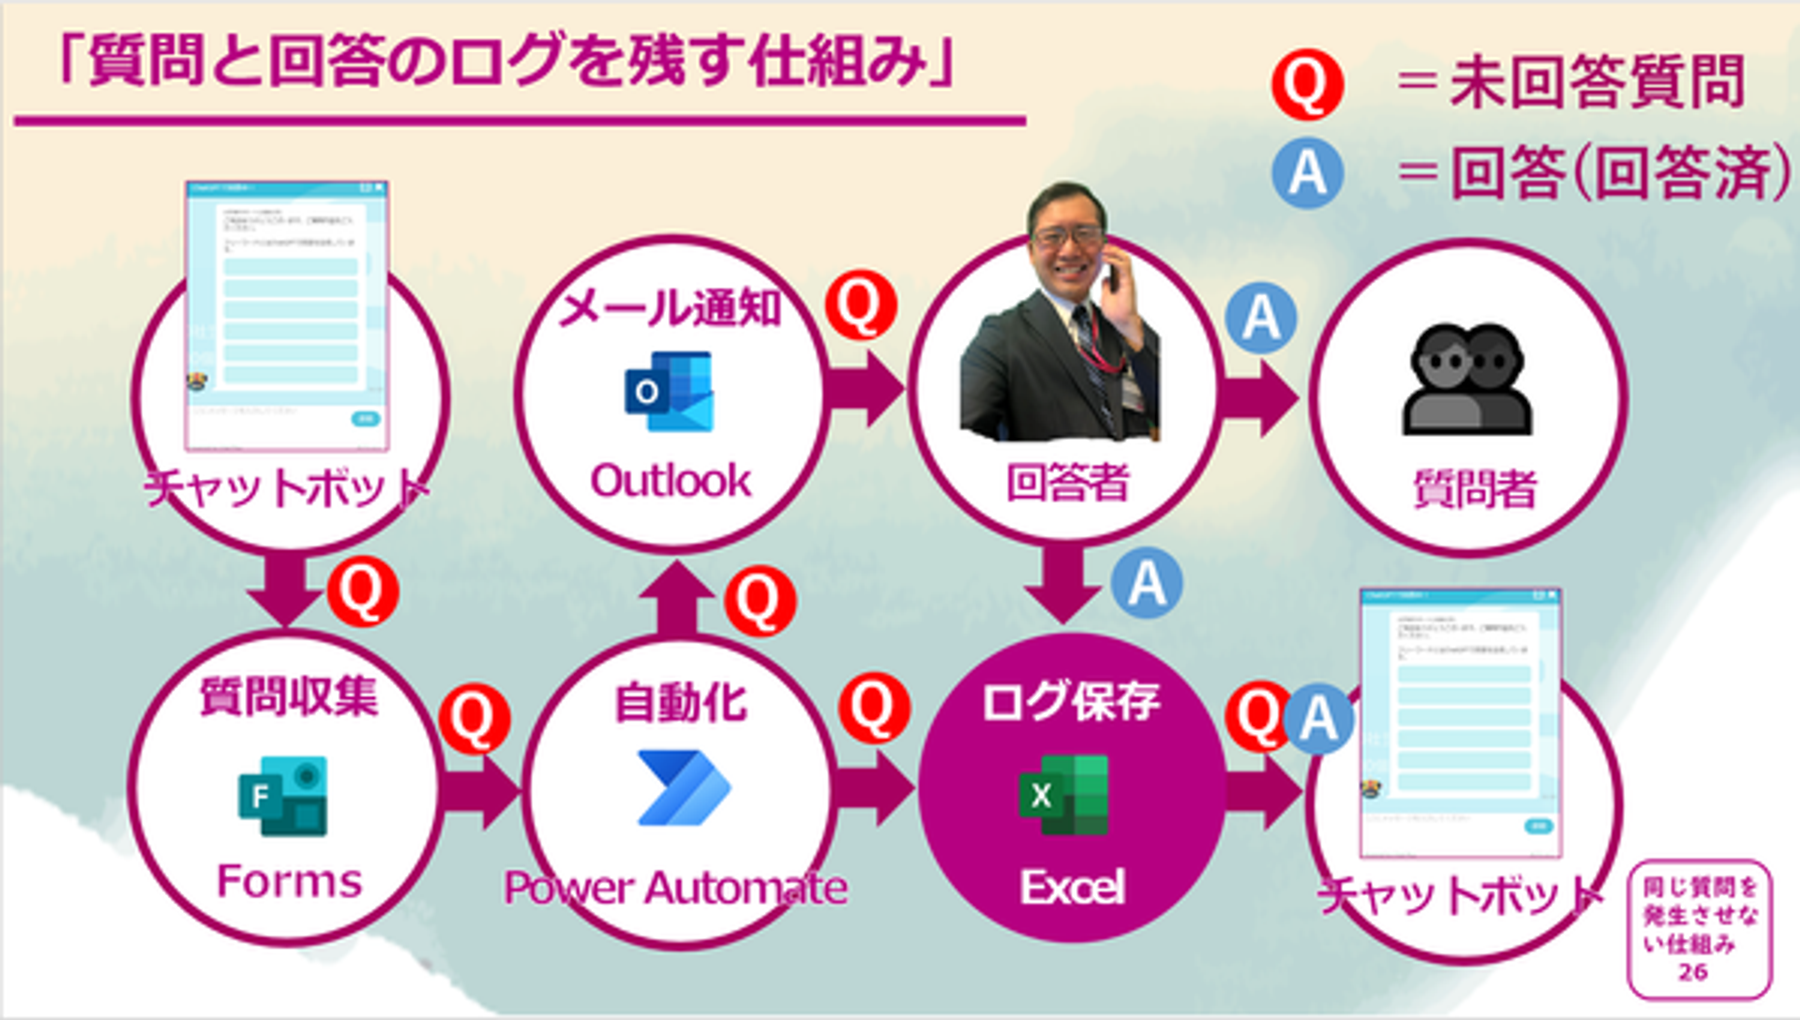 「質問と回答のログを残す仕組み」
Q ＝未回答質問
A ＝回答(回答済)
チャットボット
メール通知
Outlook
Q
回答者
A
質問者
Q
Q
A
質問収集
Forms
Q
自動化
Power Automate
Q
ログ保存
Excel
Q A
チャットボット
同じ質問を
発生させな
い仕組み
26